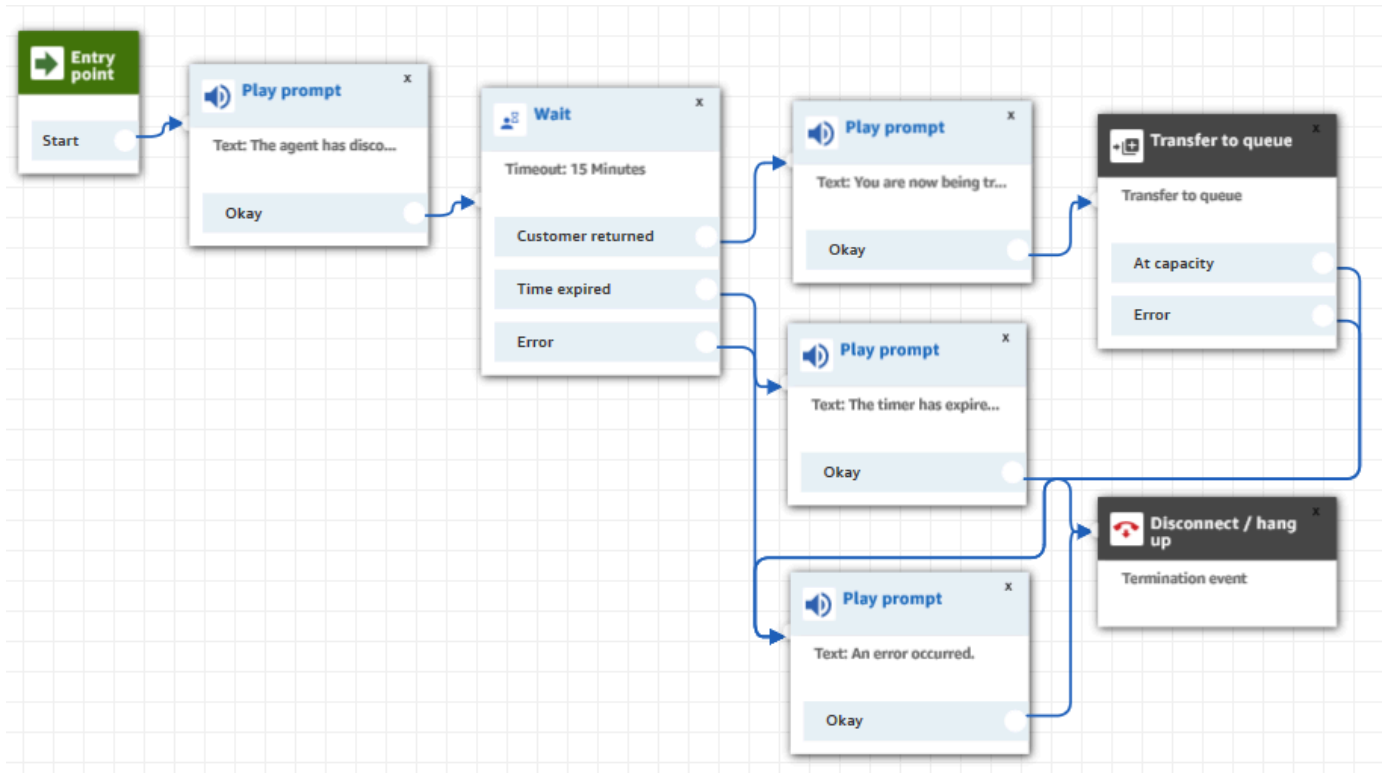 Entry
point
Start
Play prompt
x
Text: The agent has disco...
Okay
Wait
x
Timeout: 15 Minutes
Customer returned
Time expired
Error
Play prompt
x
Text: You are now being tr...
Okay
Transfer to queue
x
Transfer to queue
At capacity
Error
Play prompt
x
Text: The timer has expire...
Okay
Disconnect / hang
up
x
Termination event
Play prompt
x
Text: An error occurred.
Okay